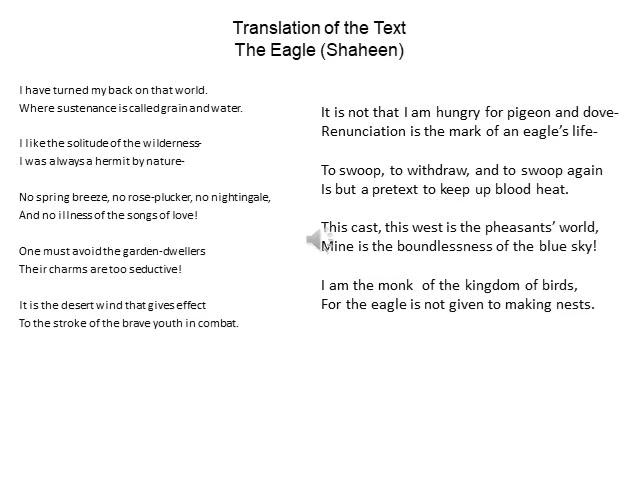 Translation of the Text
The Eagle (Shaheen)
I have turned my back on that world.
Where sustenance is called grain and water.
I like the solitude of the wilderness-
I was always a hermit by nature-
No spring breeze, no rose-plucker, no nightingale,
And no illness of the songs of love!
One must avoid the garden-dwellers
Their charms are too seductive!
It is the desert wind that gives effect
To the stroke of the brave youth in combat.
It is not that I am hungry for pigeon and dove-
Renunciation is the mark of an eagle's life-
To swoop, to withdraw, and to swoop again
Is but a pretext to keep up blood heat.
This cast, this west is the pheasants' world,
Mine is the boundlessness of the blue sky!
I am the monk of the kingdom of birds,
For the eagle is not given to making nests.